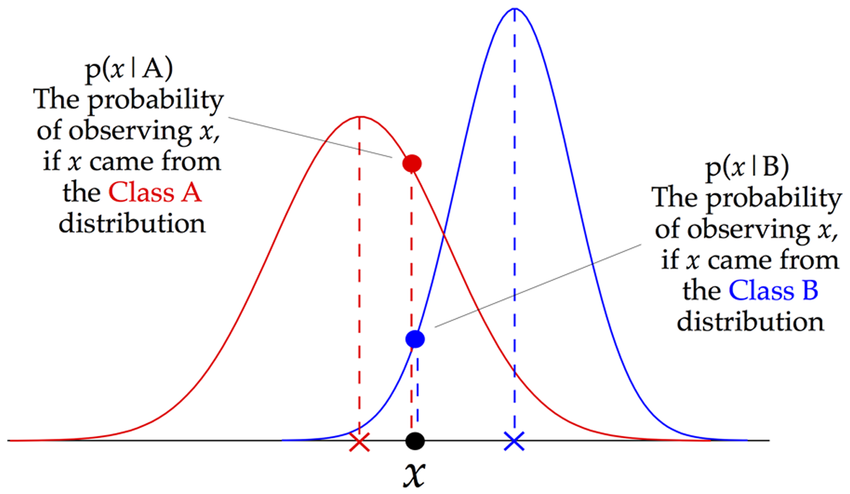 p(x|A)
The probability
of observing x,
if x came from
the Class A
distribution
p(x|B)
The probability
of observing x,
if x came from
the Class B
distribution
x